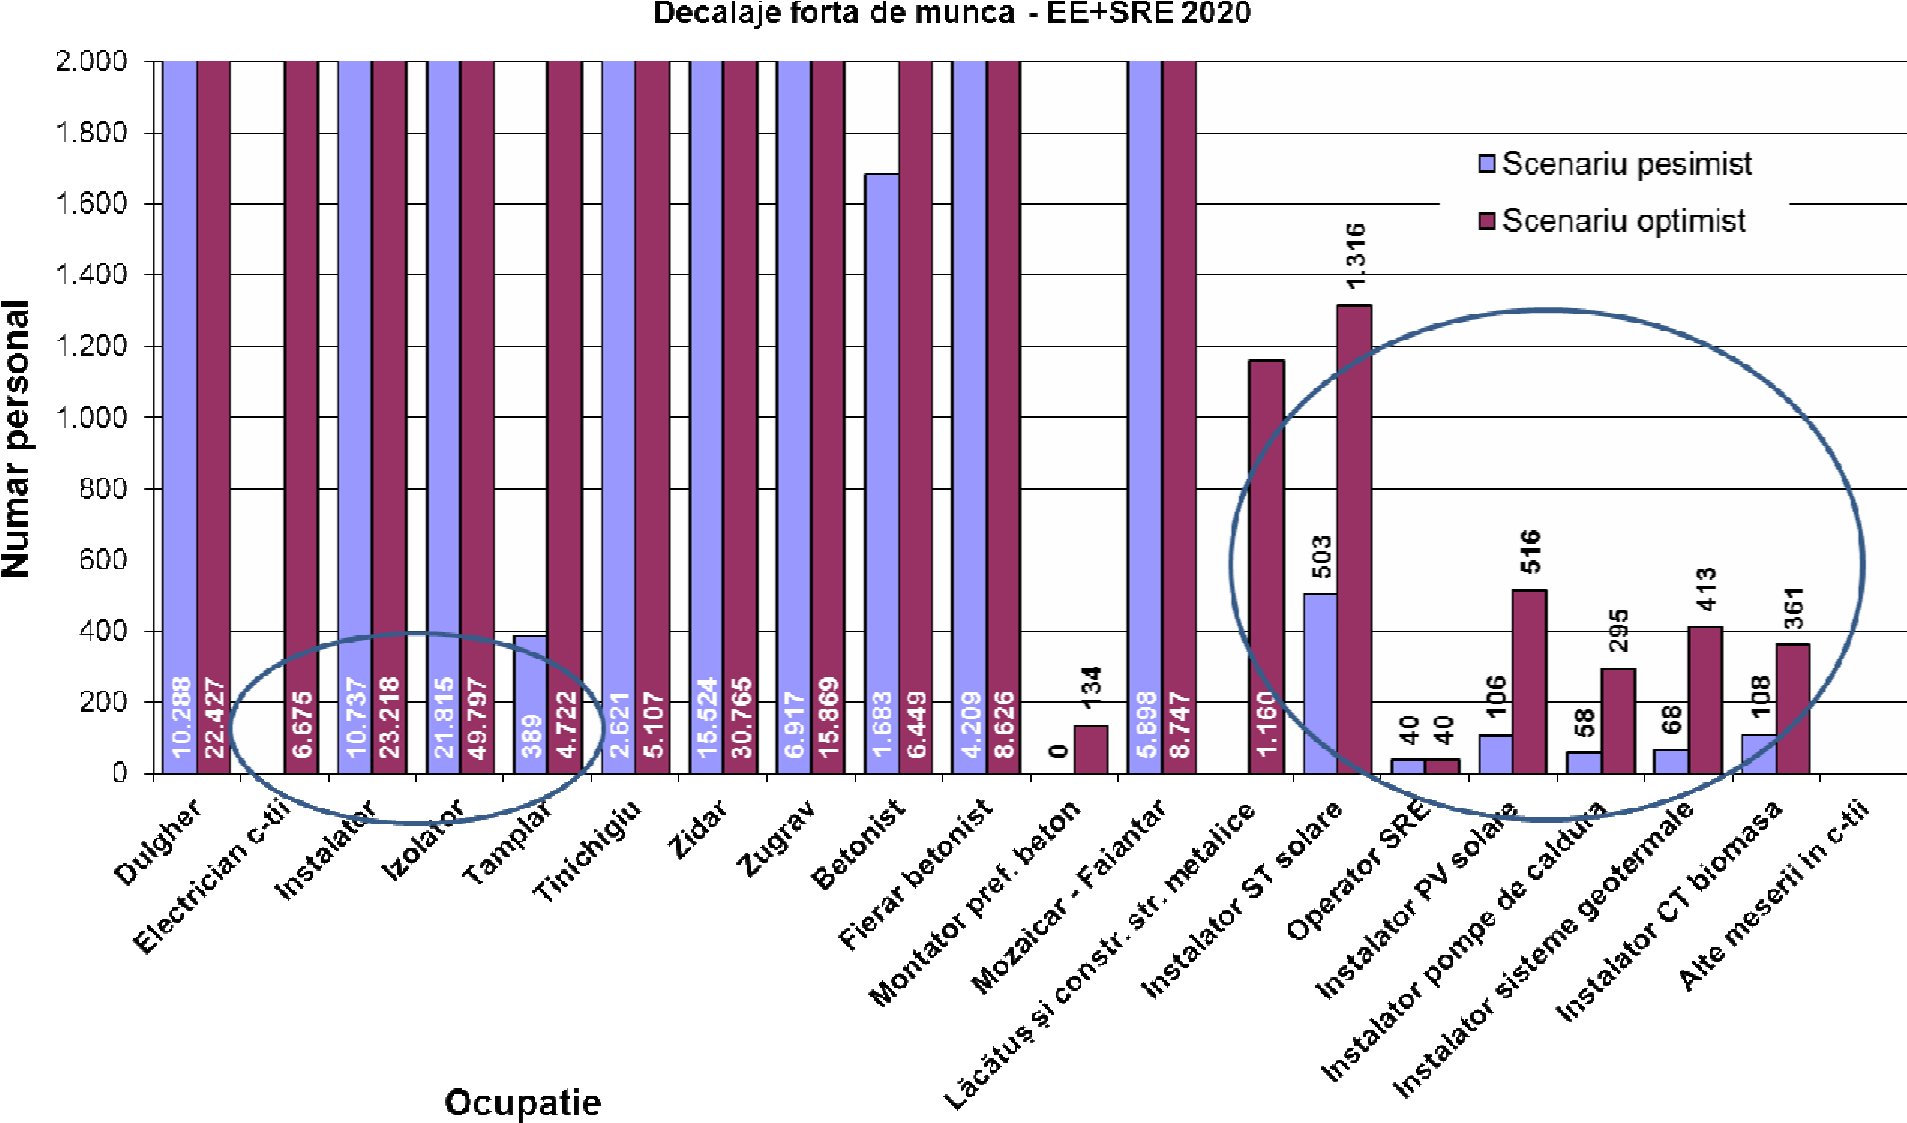 Decalaje forta de munca - EE+SRE 2020
Numar personal
2.000
1.800
1.600
1.400
1.200
1.000
800
600
400
200
0
Scenariu pesimist
Scenariu optimist
10.288
22.427
6.675
10.737
23.218
21.815
49.797
389
4.722
2.621
5.107
15.524
30.765
6.917
15.869
1.683
6.449
4.209
8.626
0
134
5.898
8.747
1.160
503
1.316
40
40
106
516
58
295
68
413
108
361
Dulgher
Electrician c-tii
Instalator
Izolator
Tamplar
Tinichigiu
Zidar
Zugrav
Betonist
Fierar betonist
Montator pref. beton
Mozaicar - Faiantar
Lăcătuş şi constr. str. metalice
Instalator ST solare
Operator SRE
Instalator PV solare
Instalator pompe de caldura
Instalator sisteme geotermale
Instalator CT biomasa
Alte meserii in c-tii
Ocupatie